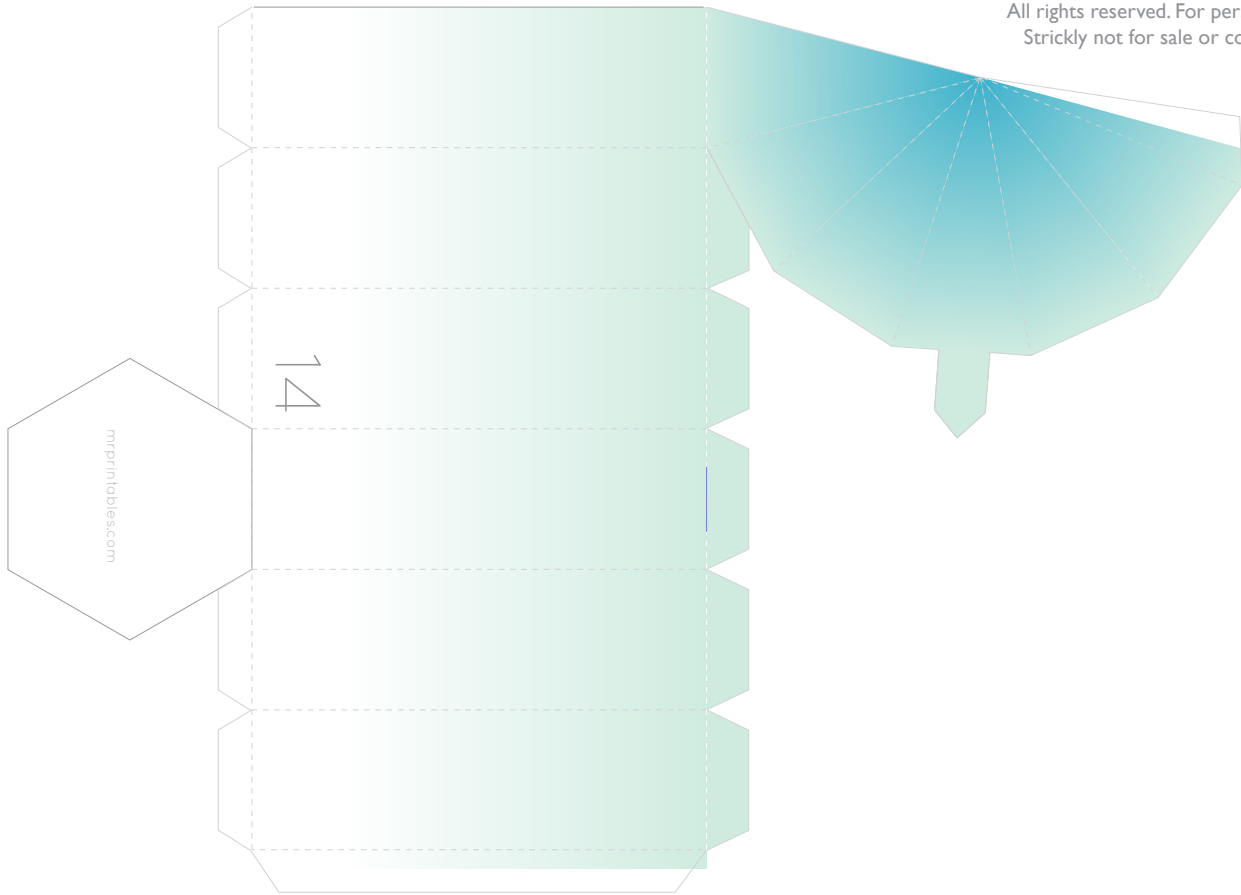 All rights reserved. For per
Strickly not for sale or co
14
mrprintables.com